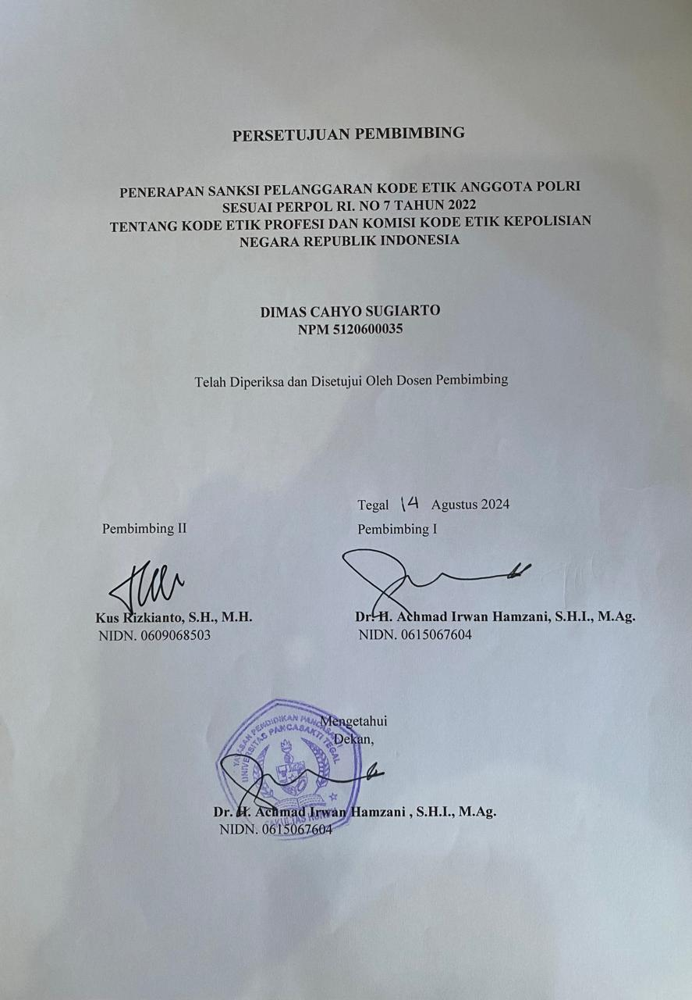 PERSETUJUAN PEMBIMBING
PENERAPAN SANKSI PELANGGARAN KODE ETIK ANGGOTA POLRI
SESUAI PERPOL RI. NO 7 TAHUN 2022
TENTANG KODE ETIK PROFESI DAN KOMISI KODE ETIK KEPOLISIAN
NEGARA REPUBLIK INDONESIA
DIMAS CAHYO SUGIARTO
NPM 5120600035
Telah Diperiksa dan Disetujui Oleh Dosen Pembimbing
Tegal 14 Agustus 2024
Pembimbing II
Pembimbing I
Kus Rizkianto, S.H., M.H.
NIDN. 0609068503
Dr. H. Achmad Irwan Hamzani, S.H.I., M.Ag.
NIDN. 0615067604
Mengetahui
Dekan,
YAYASAN PENDIDIKAN PANCASAKTI
UNIVERSITAS PANCASAKTI TEGAL
FAKULTAS HUKUM
Dr. H. Achmad Irwan Hamzani , S.H.I., M.Ag.
NIDN. 0615067604